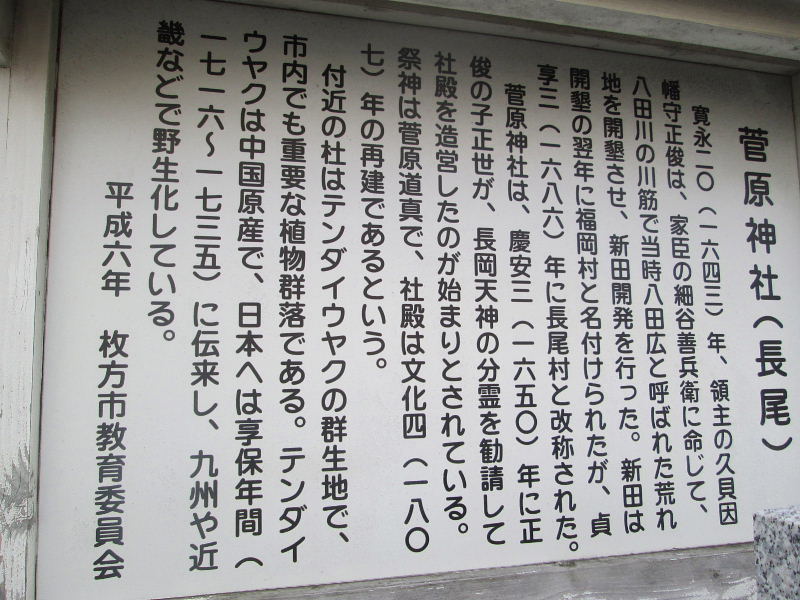 菅原神社(長尾)
寛永二〇(一六四三)年、領主の久貝因
幡守正俊は、家臣の細谷善兵衛に命じて、
八田川の川筋で当時八田広と呼ばれた荒れ
地を開墾させ、新田開発を行った。新田は
開墾の翌年に福岡村と名付けられたが、貞
享三(一六八六)年に長尾村と改称された。
菅原神社は、慶安三(一六五〇)年に正
俊の子正世が、長岡天神の分霊を勧請して
社殿を造営したのが始まりとされている。
祭神は菅原道真で、社殿は文化四(一八〇
七)年の再建であるという。
付近の杜はテンダイウヤクの群生地で、
市内でも重要な植物群落である。テンダイ
ウヤクは中国原産で、日本へは享保年間(
一七一六〜一七三五)に伝来し、九州や近
畿などで野生化している。
平成六年 枚方市教育委員会